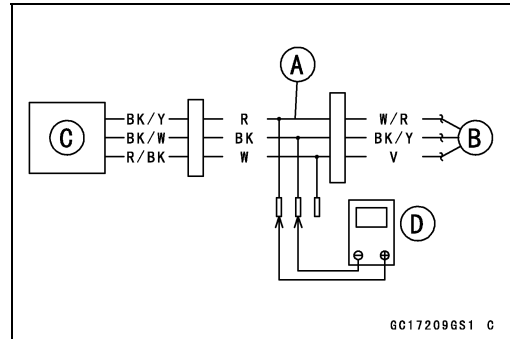 A
BK/Y R W/R
C BK/W BK BK/Y B
R/BK W V
D
⊖ ⊕
GC17209GS1 C